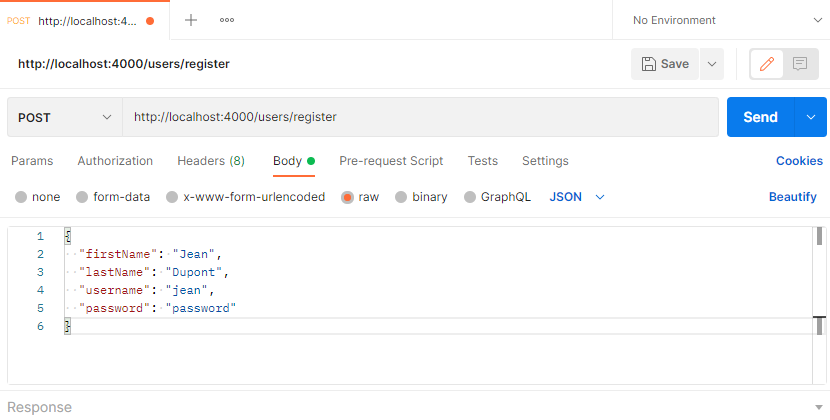 POST http://localhost:4... No Environment
http://localhost:4000/users/register Save
POST http://localhost:4000/users/register Send
Params Authorization Headers (8) Body Pre-request Script Tests Settings Cookies
none form-data x-www-form-urlencoded raw binary GraphQL JSON Beautify
1 {
2 "firstName": "Jean",
3 "lastName": "Dupont",
4 "username": "jean",
5 "password": "password"
6 }
Response